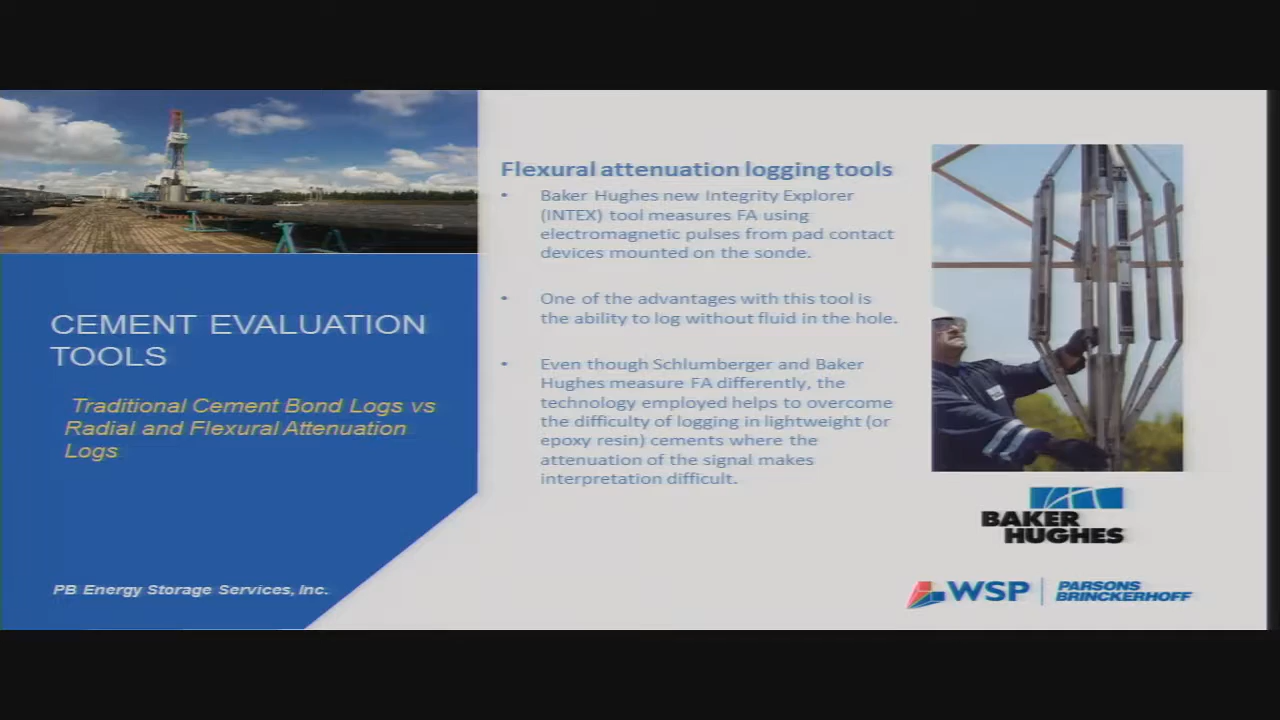 CEMENT EVALUATION
TOOLS
Traditional Cement Bond Logs vs
Radial and Flexural Attenuation
Logs
PB Energy Storage Services, Inc.
Flexural attenuation logging tools
• Baker Hughes new Integrity Explorer
(INTEX) tool measures FA using
electromagnetic pulses from pad contact
devices mounted on the sonde.
• One of the advantages with this tool is
the ability to log without fluid in the hole.
• Even though Schlumberger and Baker
Hughes measure FA differently, the
technology employed helps to overcome
the difficulty of logging in lightweight (or
epoxy resin) cements where the
attenuation of the signal makes
interpretation difficult.
BAKER
HUGHES
WSP
PARSONS
BRINCKERHOFF